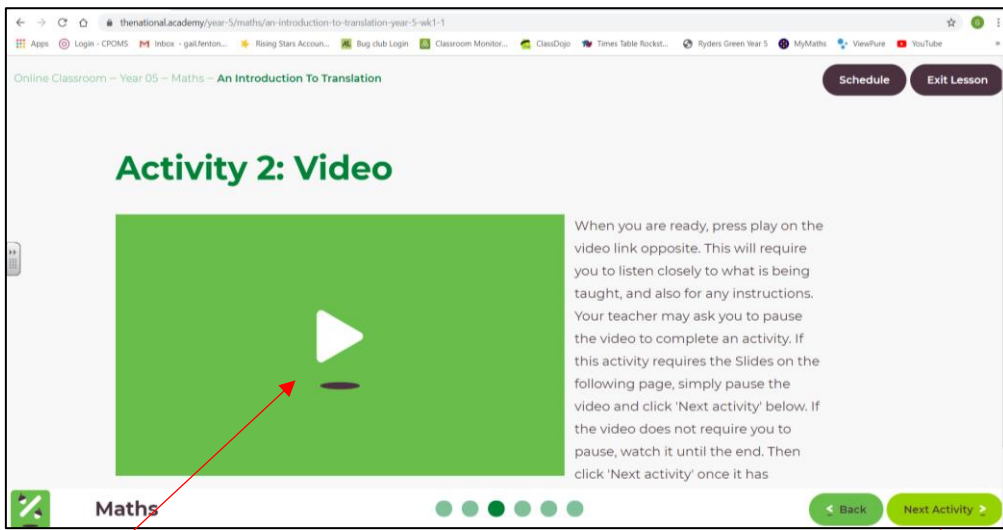 thenational.academy/year-5/maths/an-introduction-to-translation-year-5-wk1-1
Apps Login - CPOMS Inbox - gail.fenton... Rising Stars Accoun... Bug club Login Classroom Monitor... ClassDojo Times Table Rockst... Ryders Green Year 5 MyMaths ViewPure YouTube »
Online Classroom – Year 05 – Maths – An Introduction To Translation
Schedule Exit Lesson
Activity 2: Video
When you are ready, press play on the
video link opposite. This will require
you to listen closely to what is being
taught, and also for any instructions.
Your teacher may ask you to pause
the video to complete an activity. If
this activity requires the Slides on the
following page, simply pause the
video and click 'Next activity' below. If
the video does not require you to
pause, watch it until the end. Then
click 'Next activity' once it has
Maths
Back Next Activity